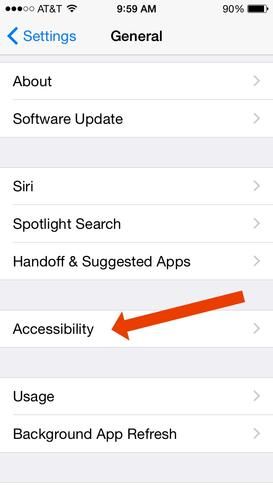 AT&T 9:59 AM 90%
Settings General
About
Software Update
Siri
Spotlight Search
Handoff & Suggested Apps
Accessibility
Usage
Background App Refresh